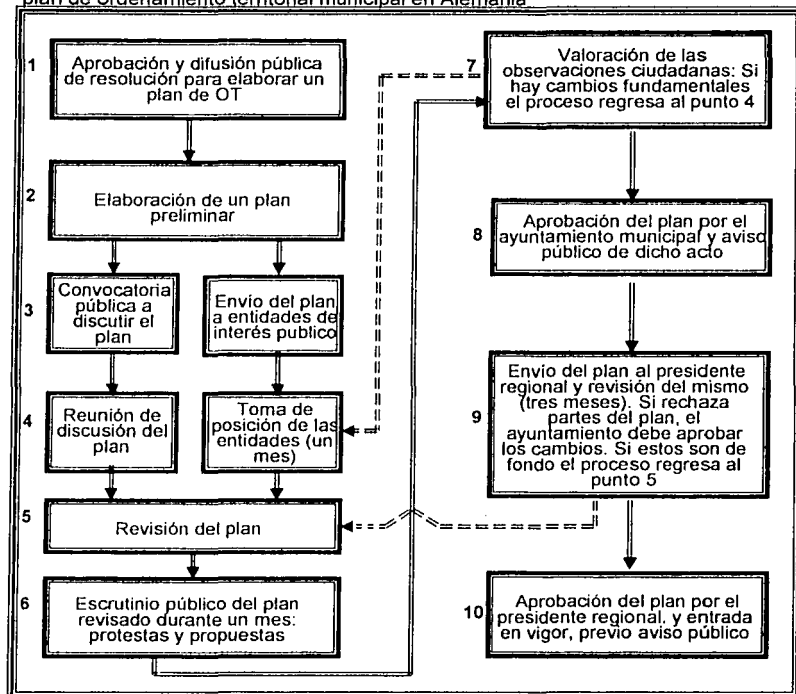 plan de ordenamiento territorial municipal en Alemania
1
Aprobación y difusión pública
de resolución para elaborar un
plan de OT
2
Elaboración de un plan
preliminar
3
Convocatoria
pública a
discutir el
plan
Envío del plan
a entidades de
interés publico
4
Reunión de
discusión del
plan
Toma de
posición de las
entidades (un
mes)
5
Revisión del plan
6
Escrutinio público del plan
revisado durante un mes:
protestas y propuestas
7
Valoración de las
observaciones ciudadanas: Si
hay cambios fundamentales
el proceso regresa al punto 4
8
Aprobación del plan por el
ayuntamiento municipal y aviso
público de dicho acto
9
Envío del plan al presidente
regional y revisión del mismo
(tres meses). Si rechaza
partes del plan, el
ayuntamiento debe aprobar
los cambios. Si estos son de
fondo el proceso regresa al
punto 5
10
Aprobación del plan por el
presidente regional, y entrada
en vigor, previo aviso público